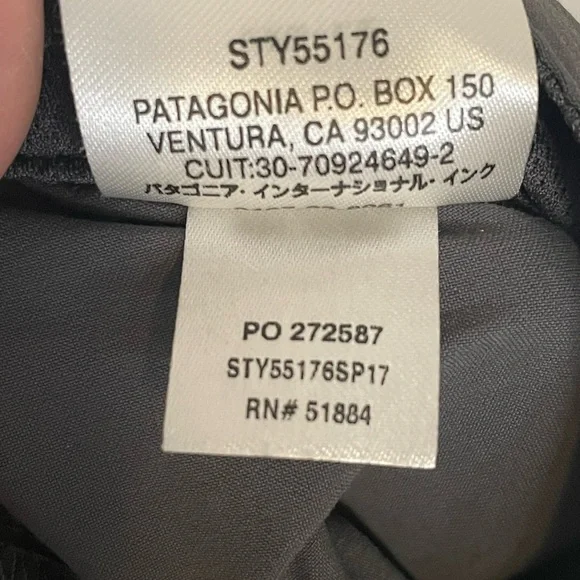 STY55176
PATAGONIA P.O. BOX 150
VENTURA, CA 93002 US
CUIT:30-70924649-2
パタゴニア・インターナショナル・インク
PO 272587
STY55176SP17
RN# 51884